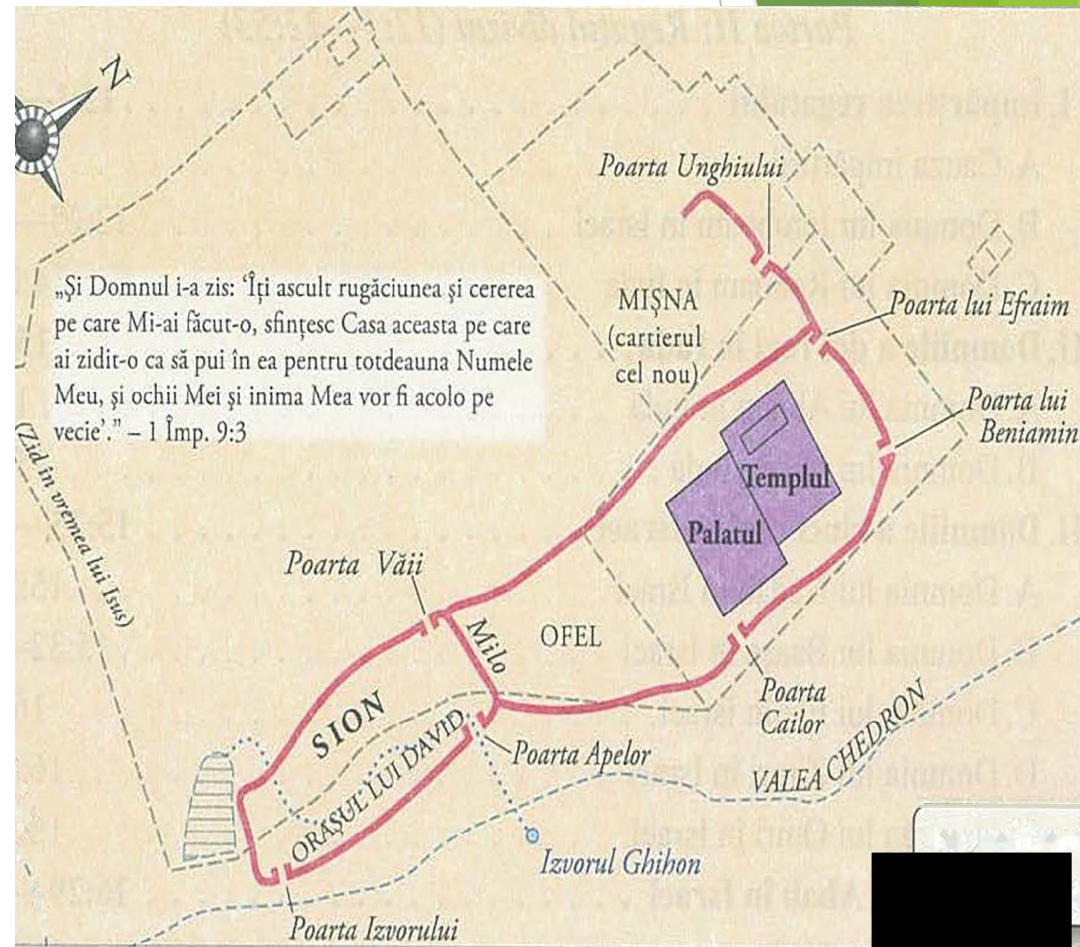 N
Poarta Unghiului
„Şi Domnul i-a zis: ‘Îţi ascult rugăciunea şi cererea
pe care Mi-ai făcut-o, sfinţesc Casa aceasta pe care
ai zidit-o ca să pui în ea pentru totdeauna Numele
Meu, şi ochii Mei şi inima Mea vor fi acolo pe
vecie’.” – 1 Împ. 9:3
MIŞNA
(cartierul
cel nou)
Poarta lui Efraim
Poarta lui
Beniamin
(Zid în vremea lui Isus)
Templul
Palatul
Poarta Văii
Milo
OFEL
Poarta
Cailor
SION
ORAŞUL LUI DAVID
Poarta Apelor
VALEA CHEDRON
Izvorul Ghihon
Poarta Izvorului